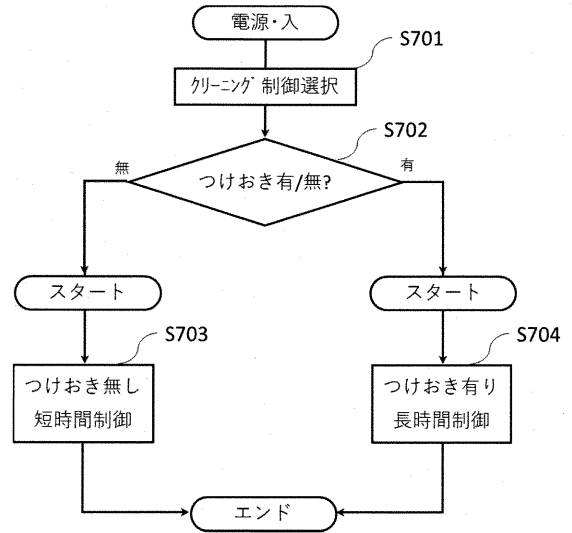 電源・入
S701
ｸﾘｰﾆﾝｸﾞ制御選択
S702
つけおき有/無?
無
有
スタート
スタート
S703
S704
つけおき無し
短時間制御
つけおき有り
長時間制御
エンド